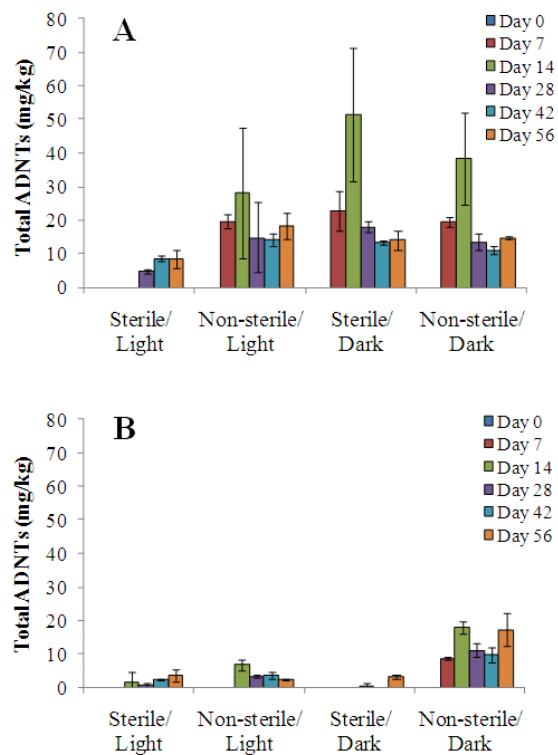 A
Total ADNTs (mg/kg)
80
70
60
50
40
30
20
10
0
Day 0
Day 7
Day 14
Day 28
Day 42
Day 56
Sterile/
Light
Non-sterile/
Light
Sterile/
Dark
Non-sterile/
Dark
B
Total ADNTs (mg/kg)
80
70
60
50
40
30
20
10
0
Day 0
Day 7
Day 14
Day 28
Day 42
Day 56
Sterile/
Light
Non-sterile/
Light
Sterile/
Dark
Non-sterile/
Dark